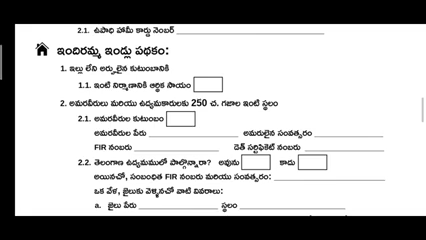 2.1. ఉపాధి హామీ కార్డు నెంబర్
ఇందిరమ్మ ఇండ్లు పథకం:
1. ఇల్లు లేని అర్హులైన కుటుంబానికి
1.1. ఇంటి నిర్మాణానికి ఆర్థిక సాయం
2. అమరవీరులు మరియు ఉద్యమకారులకు 250 చ. గజాల ఇంటి స్థలం
2.1. అమరవీరుల కుటుంబం
అమరవీరుల పేరు అమరులైన సంవత్సరం
FIR నంబరు డెత్ సర్టిఫికెట్ నంబరు
2.2. తెలంగాణ ఉద్యమములో పాల్గొన్నారా? అవును కాదు
అయినచో, సంబంధిత FIR నంబరు మరియు సంవత్సరం:
ఒక వేళ, జైలుకు వెళ్ళినచో వాటి వివరాలు:
a. జైలు పేరు స్థలం